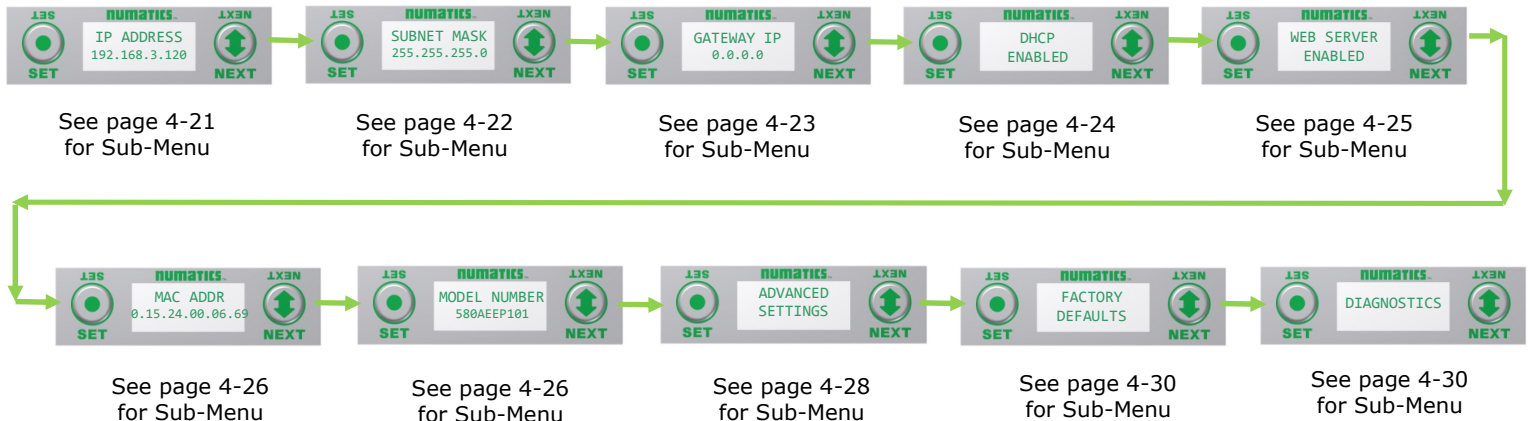 SET numatics NEXT
IP ADDRESS
192.168.3.120
SET NEXT
See page 4-21
for Sub-Menu
SET numatics NEXT
SUBNET MASK
255.255.255.0
SET NEXT
See page 4-22
for Sub-Menu
SET numatics NEXT
GATEWAY IP
0.0.0.0
SET NEXT
See page 4-23
for Sub-Menu
SET numatics NEXT
DHCP
ENABLED
SET NEXT
See page 4-24
for Sub-Menu
SET numatics NEXT
WEB SERVER
ENABLED
SET NEXT
See page 4-25
for Sub-Menu
SET numatics NEXT
MAC ADDR
0.15.24.00.06.69
SET NEXT
See page 4-26
for Sub-Menu
SET numatics NEXT
MODEL NUMBER
580AEEP101
SET NEXT
See page 4-26
for Sub-Menu
SET numatics NEXT
ADVANCED
SETTINGS
SET NEXT
See page 4-28
for Sub-Menu
SET numatics NEXT
FACTORY
DEFAULTS
SET NEXT
See page 4-30
for Sub-Menu
SET numatics NEXT
DIAGNOSTICS
SET NEXT
See page 4-30
for Sub-Menu